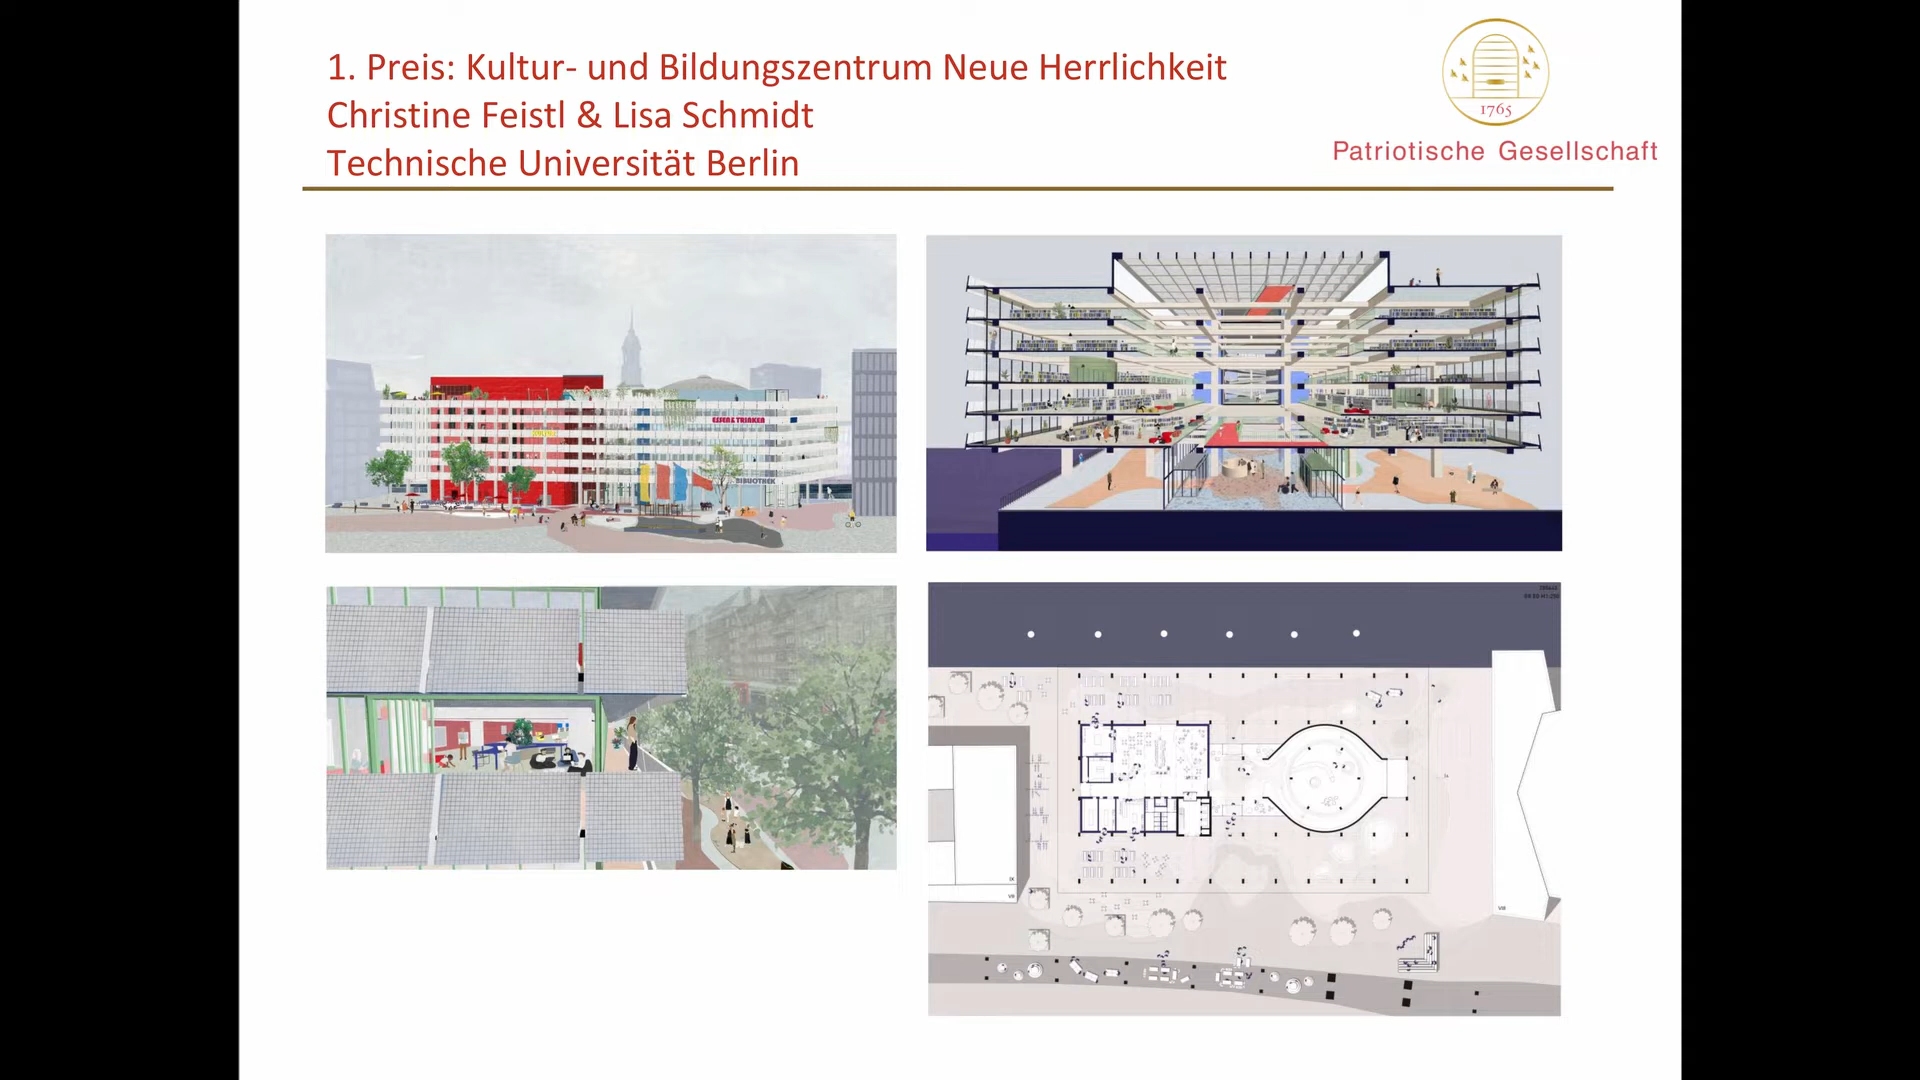 1. Preis: Kultur- und Bildungszentrum Neue Herrlichkeit
Christine Feistl & Lisa Schmidt
Technische Universität Berlin
1765
Patriotische Gesellschaft
ESSEN & TRINKEN
BIBLIOTHEK